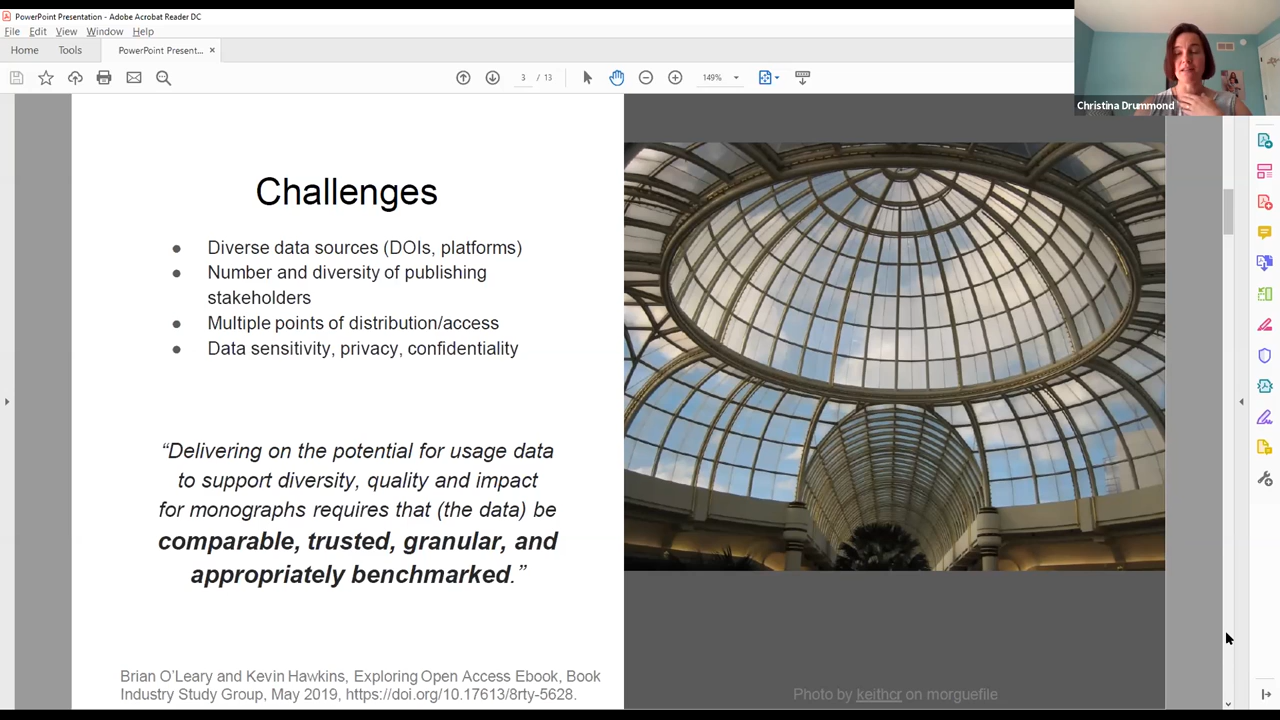 PowerPoint Presentation - Adobe Acrobat Reader DC
File Edit View Window Help
Home Tools PowerPoint Present... ×
3 / 13 149%
Christina Drummond
Challenges
● Diverse data sources (DOIs, platforms)
● Number and diversity of publishing
stakeholders
● Multiple points of distribution/access
● Data sensitivity, privacy, confidentiality
“Delivering on the potential for usage data
to support diversity, quality and impact
for monographs requires that (the data) be
comparable, trusted, granular, and
appropriately benchmarked.”
Brian O’Leary and Kevin Hawkins, Exploring Open Access Ebook, Book
Industry Study Group, May 2019, https://doi.org/10.17613/8rty-5628.
Photo by keithcr on morguefile